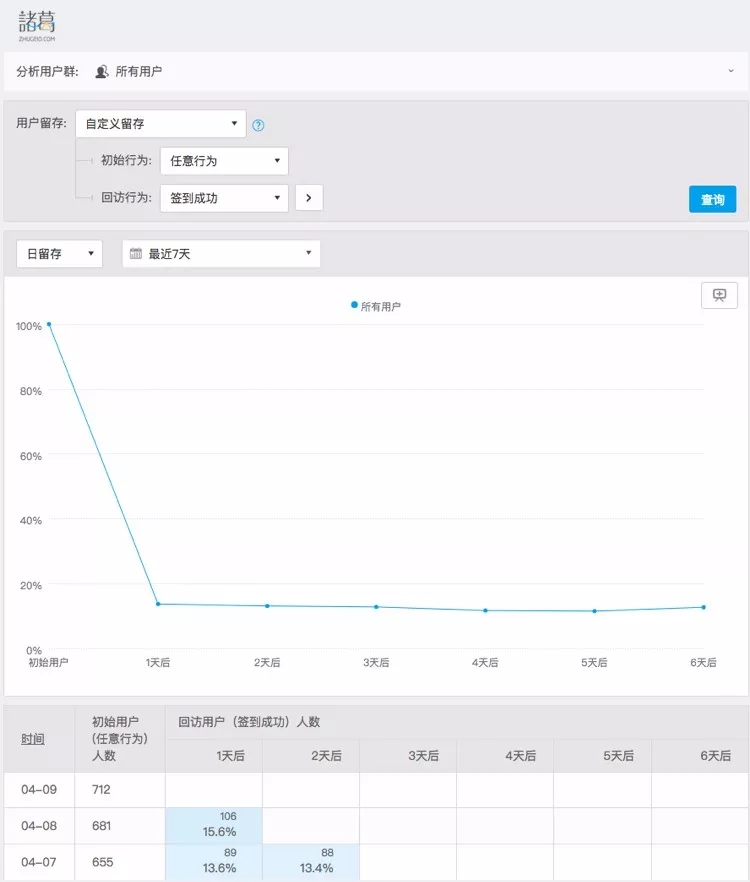 諸葛
ZHUGEIO.COM
分析用户群: 所有用户
用户留存: 自定义留存 ?
初始行为: 任意行为
回访行为: 签到成功 >
查询
日留存 最近7天
所有用户
100%
80%
60%
40%
20%
0%
初始用户 1天后 2天后 3天后 4天后 5天后 6天后
时间 初始用户（任意行为）人数 回访用户（签到成功）人数
1天后 2天后 3天后 4天后 5天后 6天后
04-09 712
04-08 681 106 15.6%
04-07 655 89 13.6% 88 13.4%